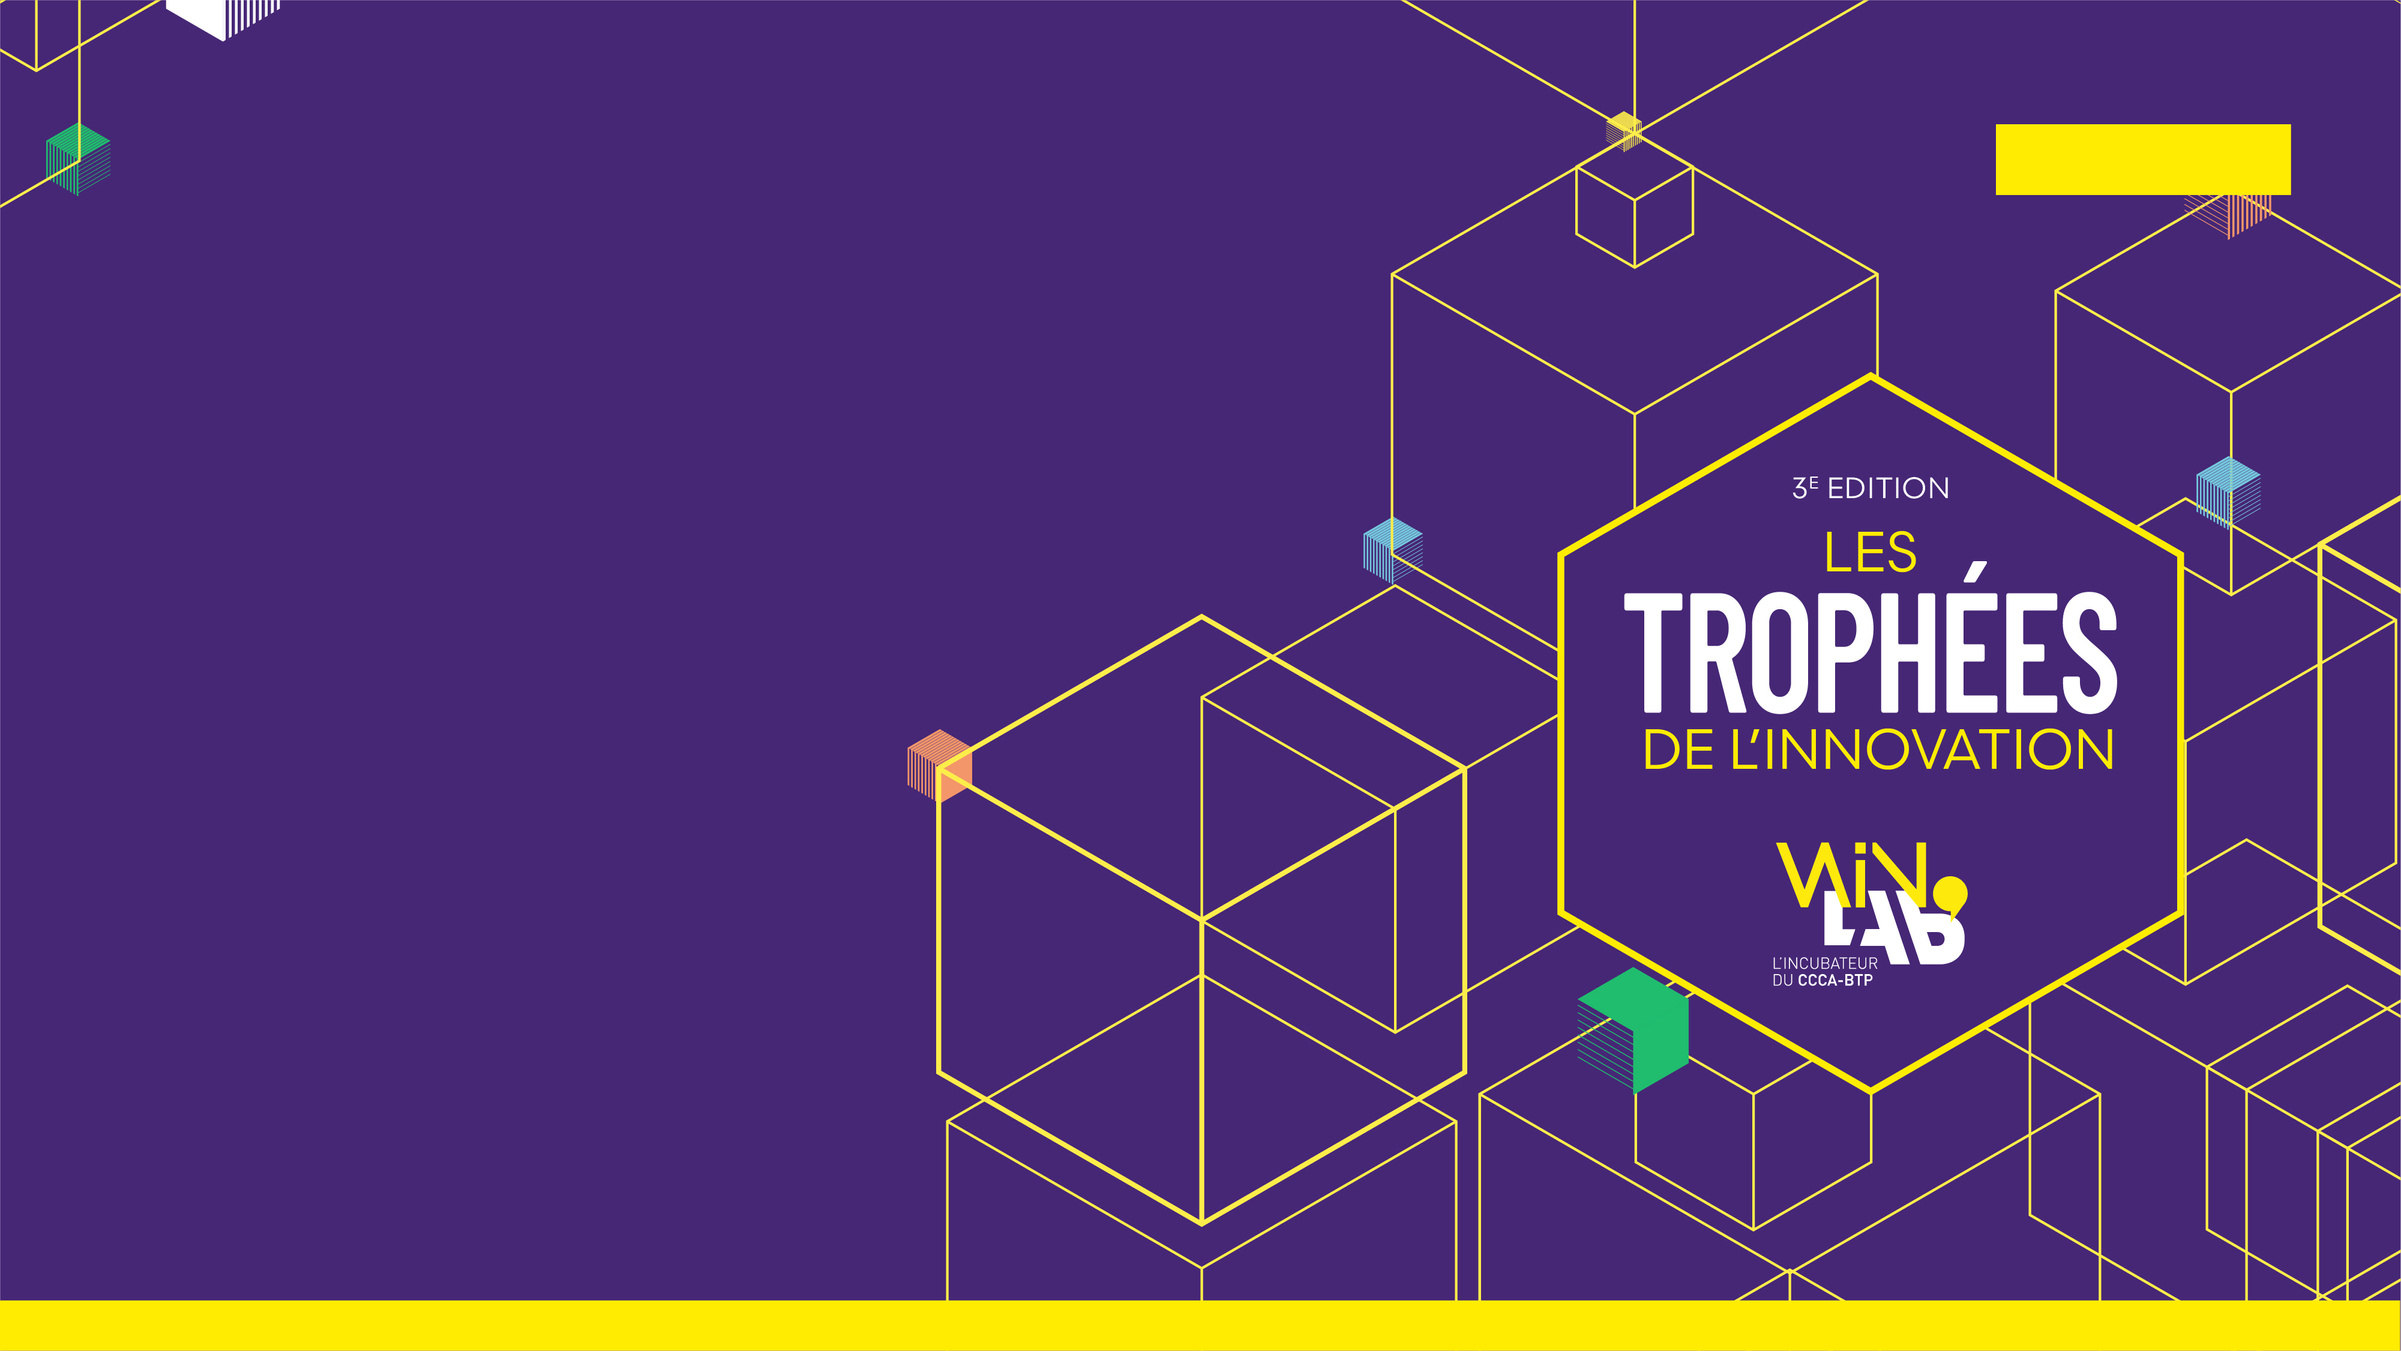 3E EDITION
LES
TROPHÉES
DE L'INNOVATION
WiN
LAB
L'INCUBATEUR
DU CCCA-BTP